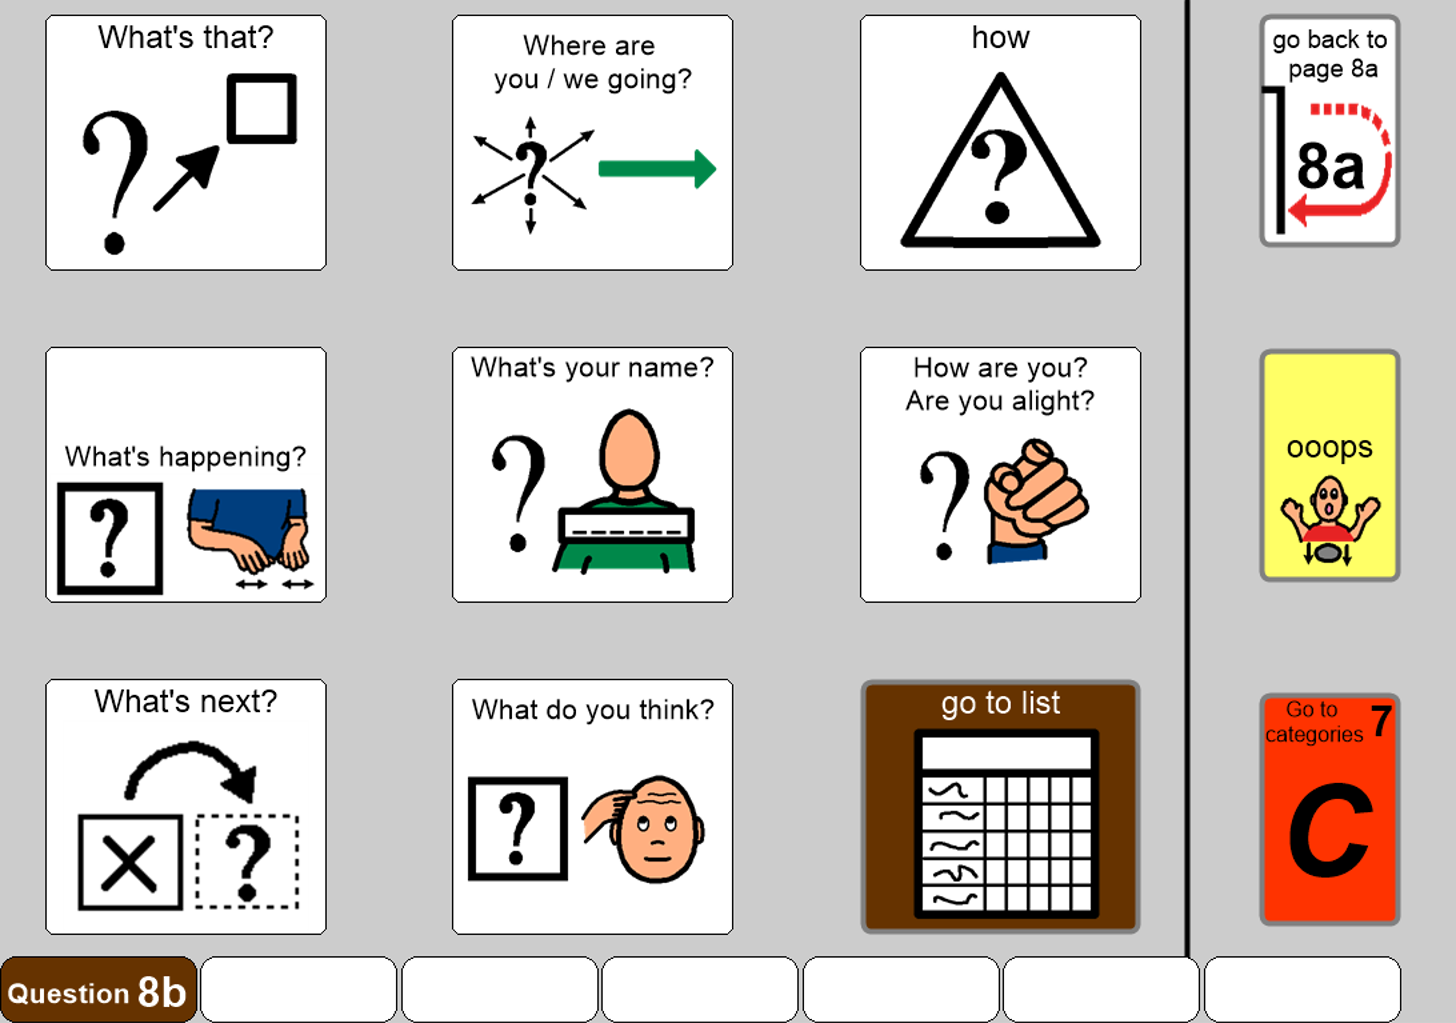 What's that?
Where are
you / we going?
how
go back to
page 8a
8a
What's happening?
What's your name?
How are you?
Are you alight?
ooops
What's next?
What do you think?
go to list
Go to
categories 7
C
Question 8b